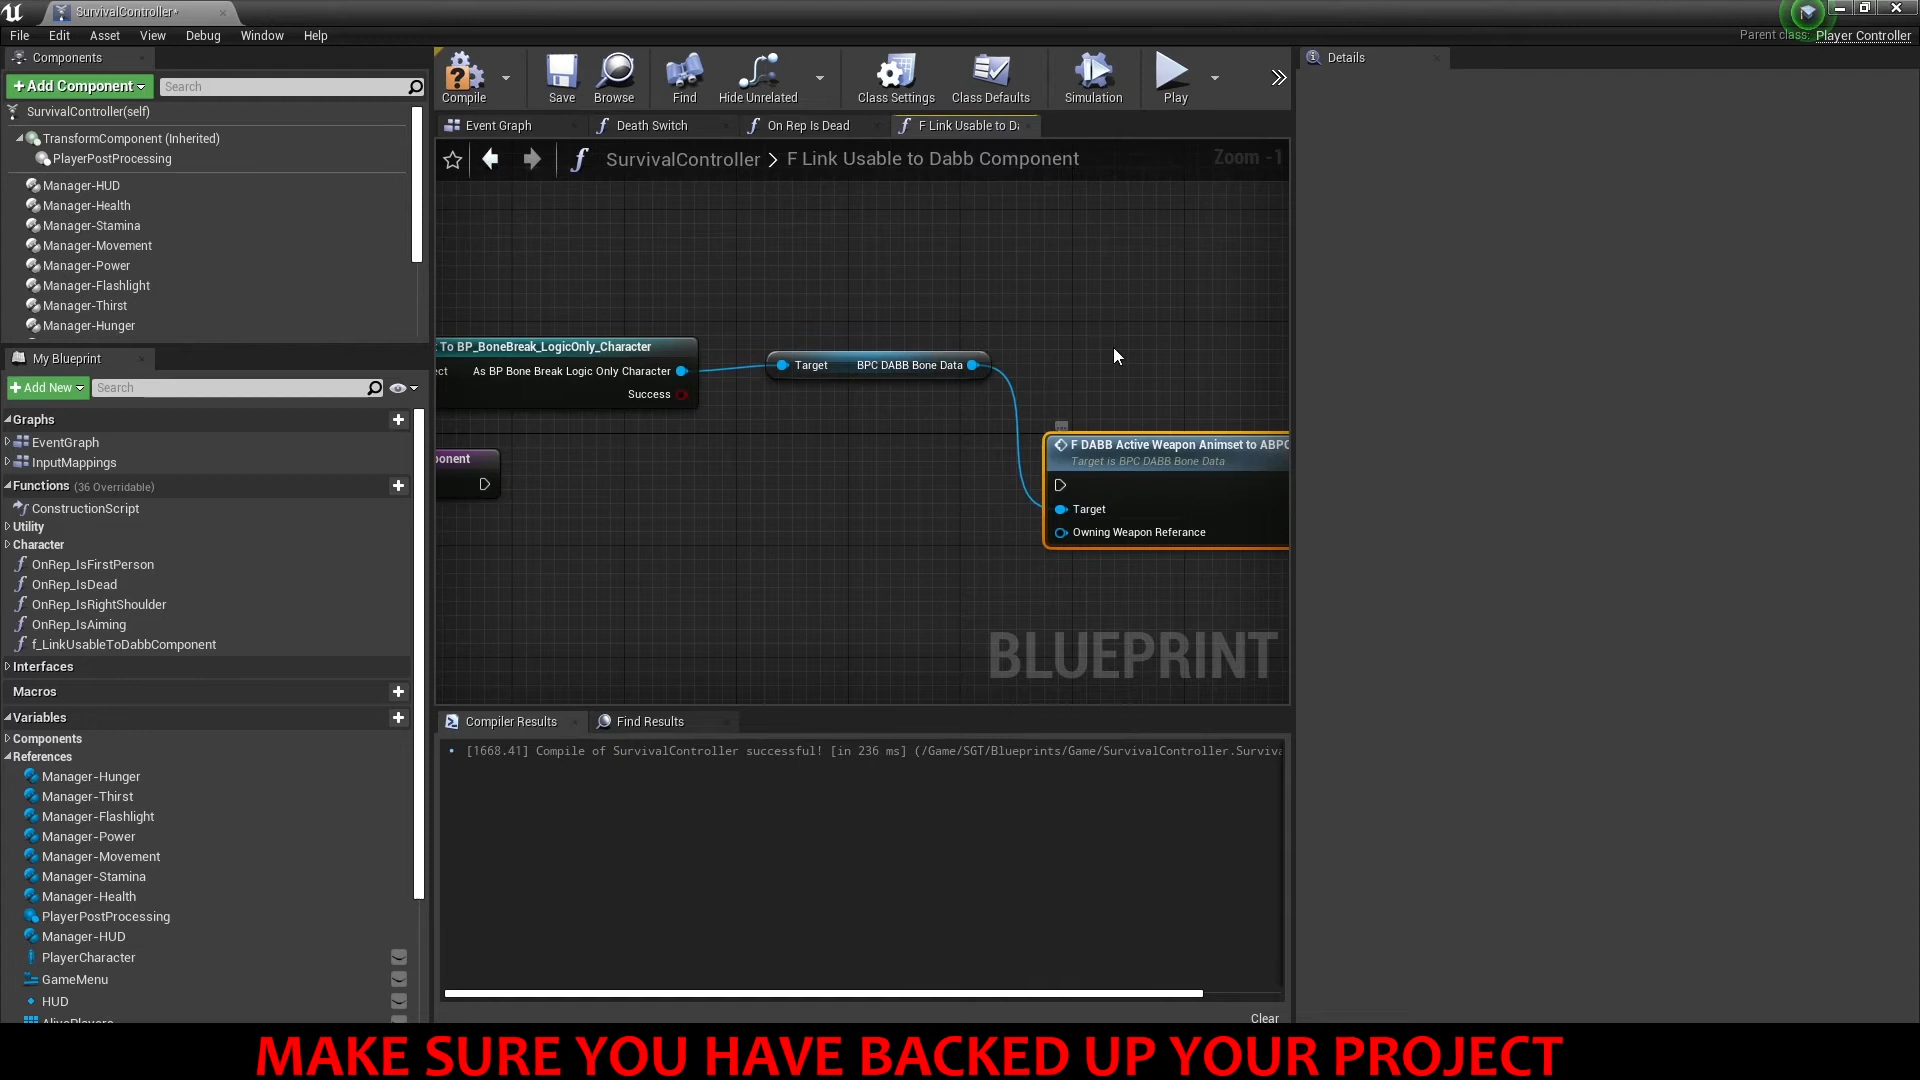 SurvivalController*
File Edit Asset View Debug Window Help
Parent class: Player Controller
Components
+Add Component Search
SurvivalController(self)
TransformComponent (Inherited)
PlayerPostProcessing
Manager-HUD
Manager-Health
Manager-Stamina
Manager-Movement
Manager-Power
Manager-Flashlight
Manager-Thirst
Manager-Hunger
My Blueprint
+Add New Search
Graphs
EventGraph
InputMappings
Functions (36 Overridable)
ConstructionScript
Utility
Character
OnRep_IsFirstPerson
OnRep_IsDead
OnRep_IsRightShoulder
OnRep_IsAiming
f_LinkUsableToDabbComponent
Interfaces
Macros
Variables
Components
References
Manager-Hunger
Manager-Thirst
Manager-Flashlight
Manager-Power
Manager-Movement
Manager-Stamina
Manager-Health
PlayerPostProcessing
Manager-HUD
PlayerCharacter
GameMenu
HUD
Compile Save Browse Find Hide Unrelated Class Settings Class Defaults Simulation Play
Event Graph Death Switch On Rep Is Dead F Link Usable to Da
SurvivalController > F Link Usable to Dabb Component Zoom -1
To BP_BoneBreak_LogicOnly_Character
ect As BP Bone Break Logic Only Character
Success
Target BPC DABB Bone Data
ponent
F DABB Active Weapon Animset to ABPC
Target is BPC DABB Bone Data
Target
Owning Weapon Referance
BLUEPRINT
Compiler Results Find Results
[1668.41] Compile of SurvivalController successful! [in 236 ms] (/Game/SGT/Blueprints/Game/SurvivalController.Surviva
Clear
Details
MAKE SURE YOU HAVE BACKED UP YOUR PROJECT